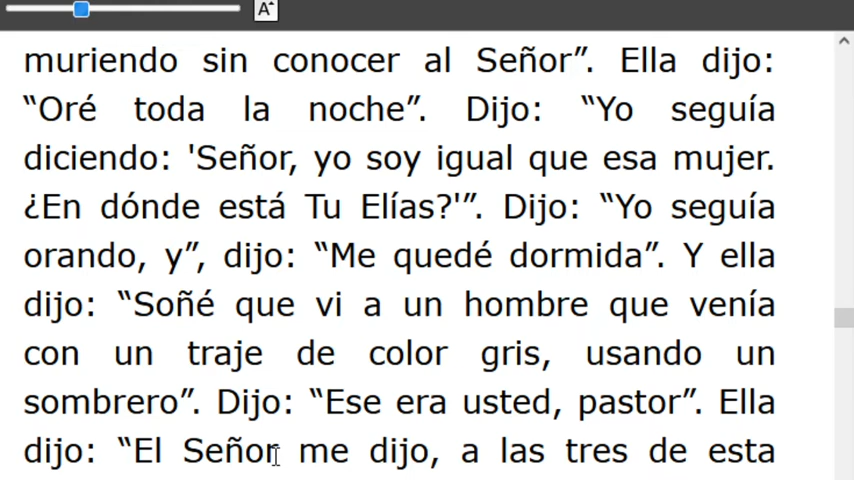 A
muriendo sin conocer al Señor”. Ella dijo:
“Oré toda la noche”. Dijo: “Yo seguía
diciendo: 'Señor, yo soy igual que esa mujer.
¿En dónde está Tu Elías?'”. Dijo: “Yo seguía
orando, y”, dijo: “Me quedé dormida”. Y ella
dijo: “Soñé que vi a un hombre que venía
con un traje de color gris, usando un
sombrero”. Dijo: “Ese era usted, pastor”. Ella
dijo: “El Señor me dijo, a las tres de esta